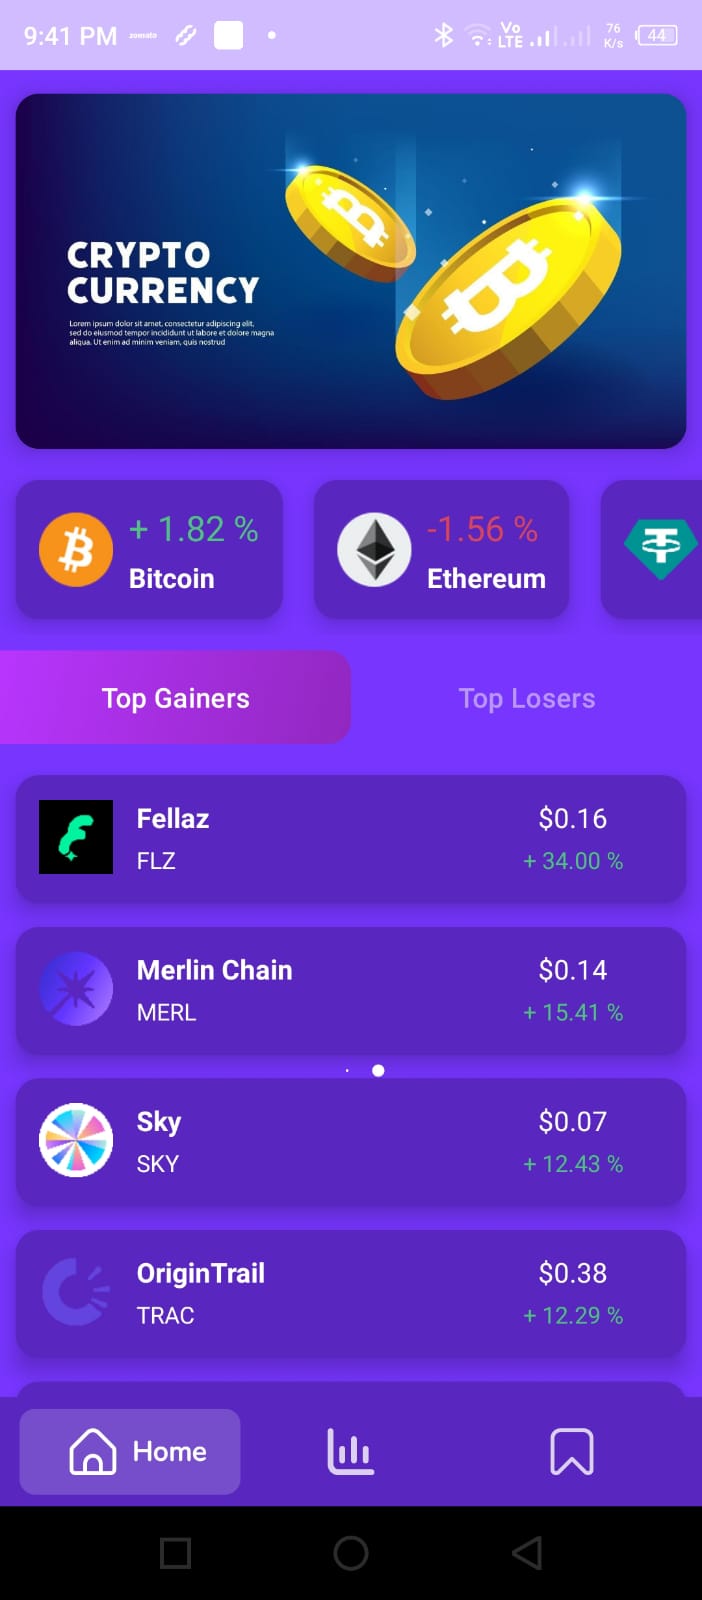 9:41 PM zomato Vo LTE 76 K/s 44
CRYPTO
CURRENCY
Lorem ipsum dolor sit amet, consectetur adipiscing elit,
sed do eiusmod tempor incididunt ut labore et dolore magna
aliqua. Ut enim ad minim veniam, quis nostrud
+ 1.82 %
Bitcoin
-1.56 %
Ethereum
Top Gainers
Top Losers
Fellaz
$0.16
FLZ
+ 34.00 %
Merlin Chain
$0.14
MERL
+ 15.41 %
Sky
$0.07
SKY
+ 12.43 %
OriginTrail
$0.38
TRAC
+ 12.29 %
Home